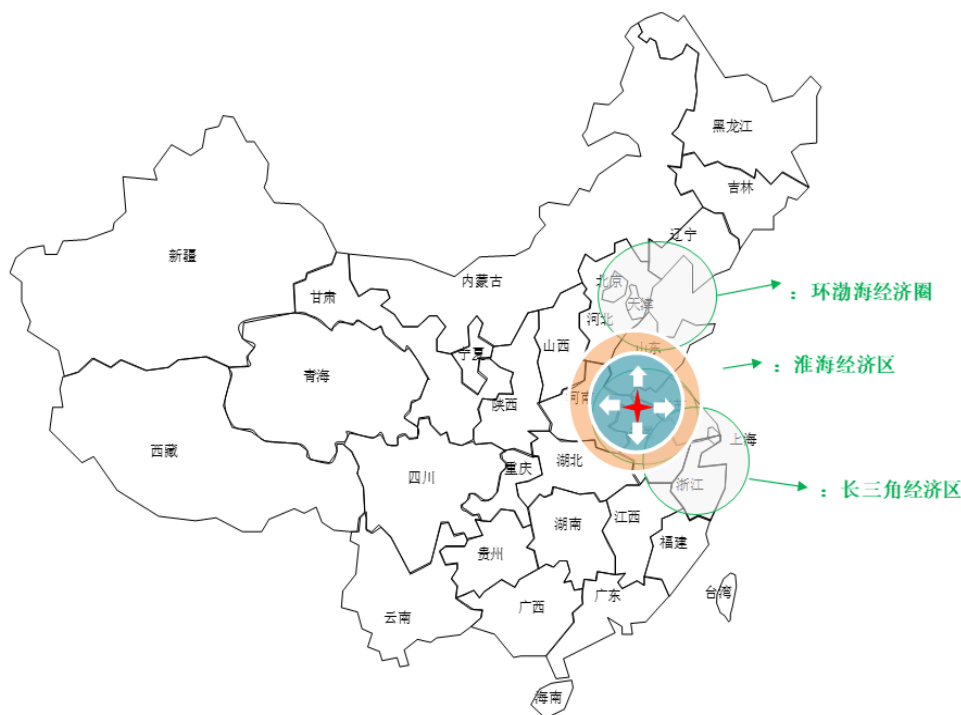 黑龙江
吉林
辽宁
新疆
内蒙古
北京
甘肃
：环渤海经济圈
天津
河北
山西
山东
宁夏
：淮海经济区
青海
河南
陕西
上海
西藏
湖北
重庆
四川
浙江
：长三角经济区
江西
湖南
福建
贵州
台湾
广东
广西
云南
海南